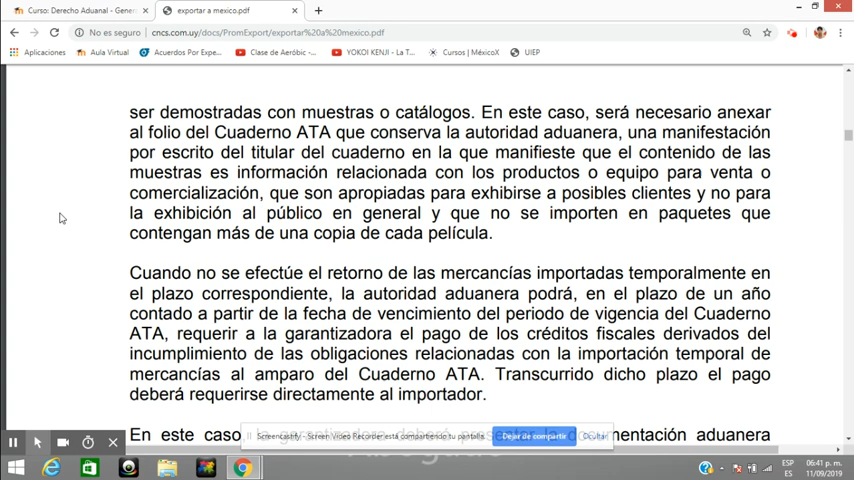 Curso: Derecho Aduanal - Gener
exportar a mexico.pdf
No es seguro
cncs.com.uy/docs/PromExport/exportar%20a%20mexico.pdf
Aplicaciones
Aula Virtual
Acuerdos Por Expe...
Clase de Aeróbic -...
YOKOI KENJI - La T...
Cursos | MéxicoX
UIEP
ser demostradas con muestras o catálogos. En este caso, será necesario anexar
al folio del Cuaderno ATA que conserva la autoridad aduanera, una manifestación
por escrito del titular del cuaderno en la que manifieste que el contenido de las
muestras es información relacionada con los productos o equipo para venta o
comercialización, que son apropiadas para exhibirse a posibles clientes y no para
la exhibición al público en general y que no se importen en paquetes que
contengan más de una copia de cada película.
Cuando no se efectúe el retorno de las mercancías importadas temporalmente en
el plazo correspondiente, la autoridad aduanera podrá, en el plazo de un año
contado a partir de la fecha de vencimiento del periodo de vigencia del Cuaderno
ATA, requerir a la garantizadora el pago de los créditos fiscales derivados del
incumplimiento de las obligaciones relacionadas con la importación temporal de
mercancías al amparo del Cuaderno ATA. Transcurrido dicho plazo el pago
deberá requerirse directamente al importador.
En este caso, la garantizadora deberá presentar la documentación aduanera
Screencastify - Screen Video Recorder está compartiendo tu pantalla.
Dejar de compartir
Ocultar
ESP
ES
06:41 p. m.
11/09/2019